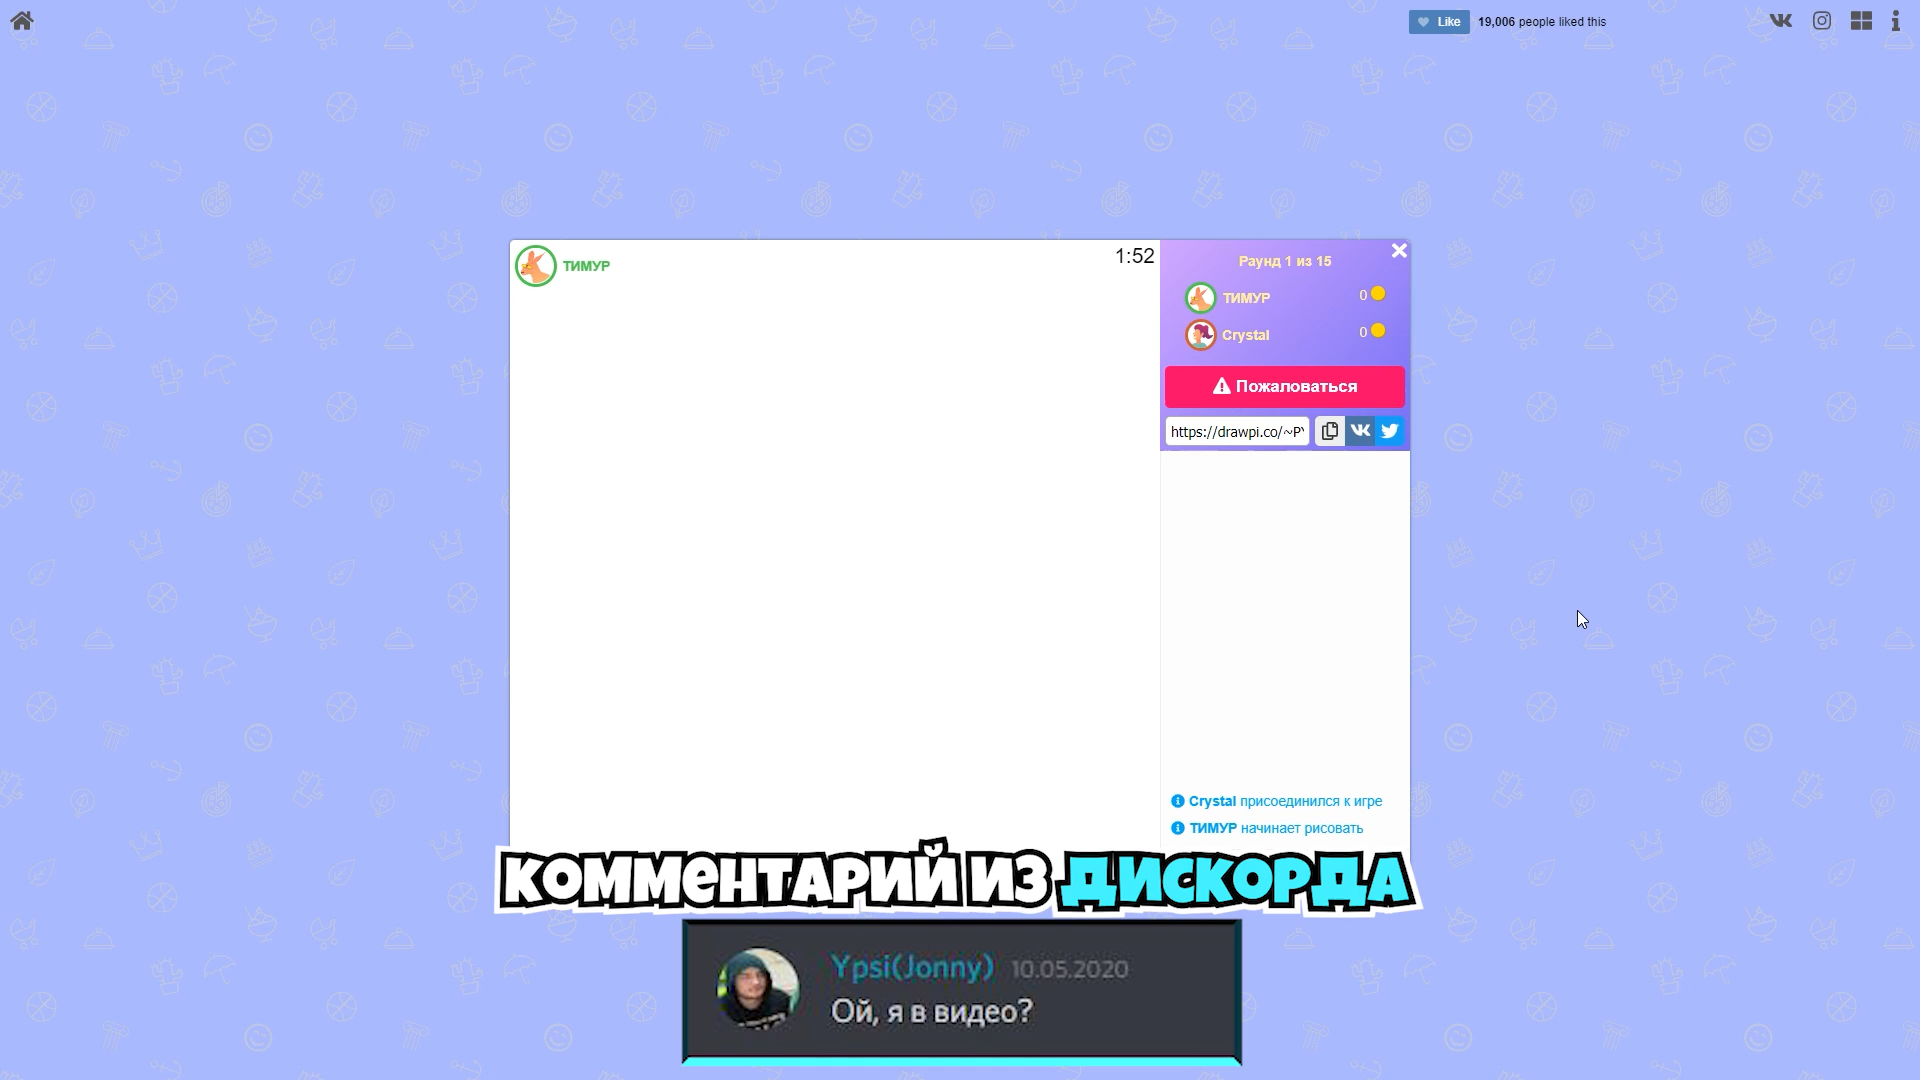 Like
19,006 people liked this
ТИМУР
1:52
Раунд 1 из 15
ТИМУР 0
Crystal 0
Пожаловаться
https://drawpi.co/~P
Crystal присоединился к игре
ТИМУР начинает рисовать
КОММЕНТАРИЙ ИЗ ДИСКОРДА
Ypsi(Jonny) 10.05.2020
Ой, я в видео?